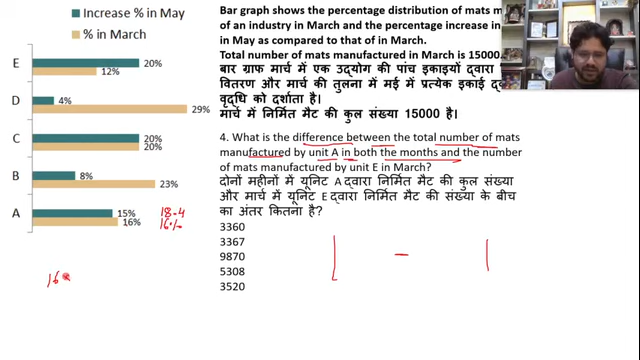 Increase % in May
% in March
E
20%
12%
D
4%
29%
C
20%
20%
B
8%
23%
A
15%
16%
18-4
16%
16
Bar graph shows the percentage distribution of mats m
of an industry in March and the percentage increase in
in May as compared to that of in March.
Total number of mats manufactured in March is 15000.
बार ग्राफ मार्च में एक उद्योग की पांच इकाइयों द्वारा
वितरण और मार्च की तुलना में मई में प्रत्येक इकाई द्व
वृद्धि को दर्शाता है।
मार्च में निर्मित मैट की कुल संख्या 15000 है।
4. What is the difference between the total number of mats
manufactured by unit A in both the months and the number
of mats manufactured by unit E in March?
दोनों महीनों में यूनिट A द्वारा निर्मित मैट की कुल संख्या
और मार्च में यूनिट E द्वारा निर्मित मैट की संख्या के बीच
का अंतर कितना है?
3360
3367
9870
5308
3520